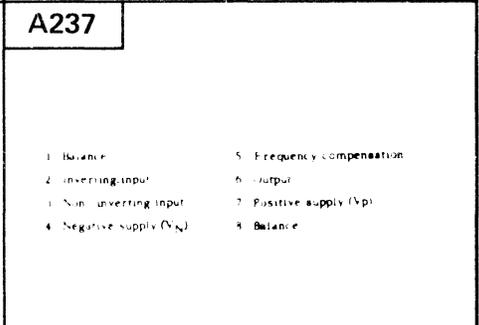 A237
1 Balance
2 Inverting input
3 Non inverting input
4 Negative supply (VN)
5 Frequency compensation
6 Output
7 Positive supply (Vp)
8 Balance